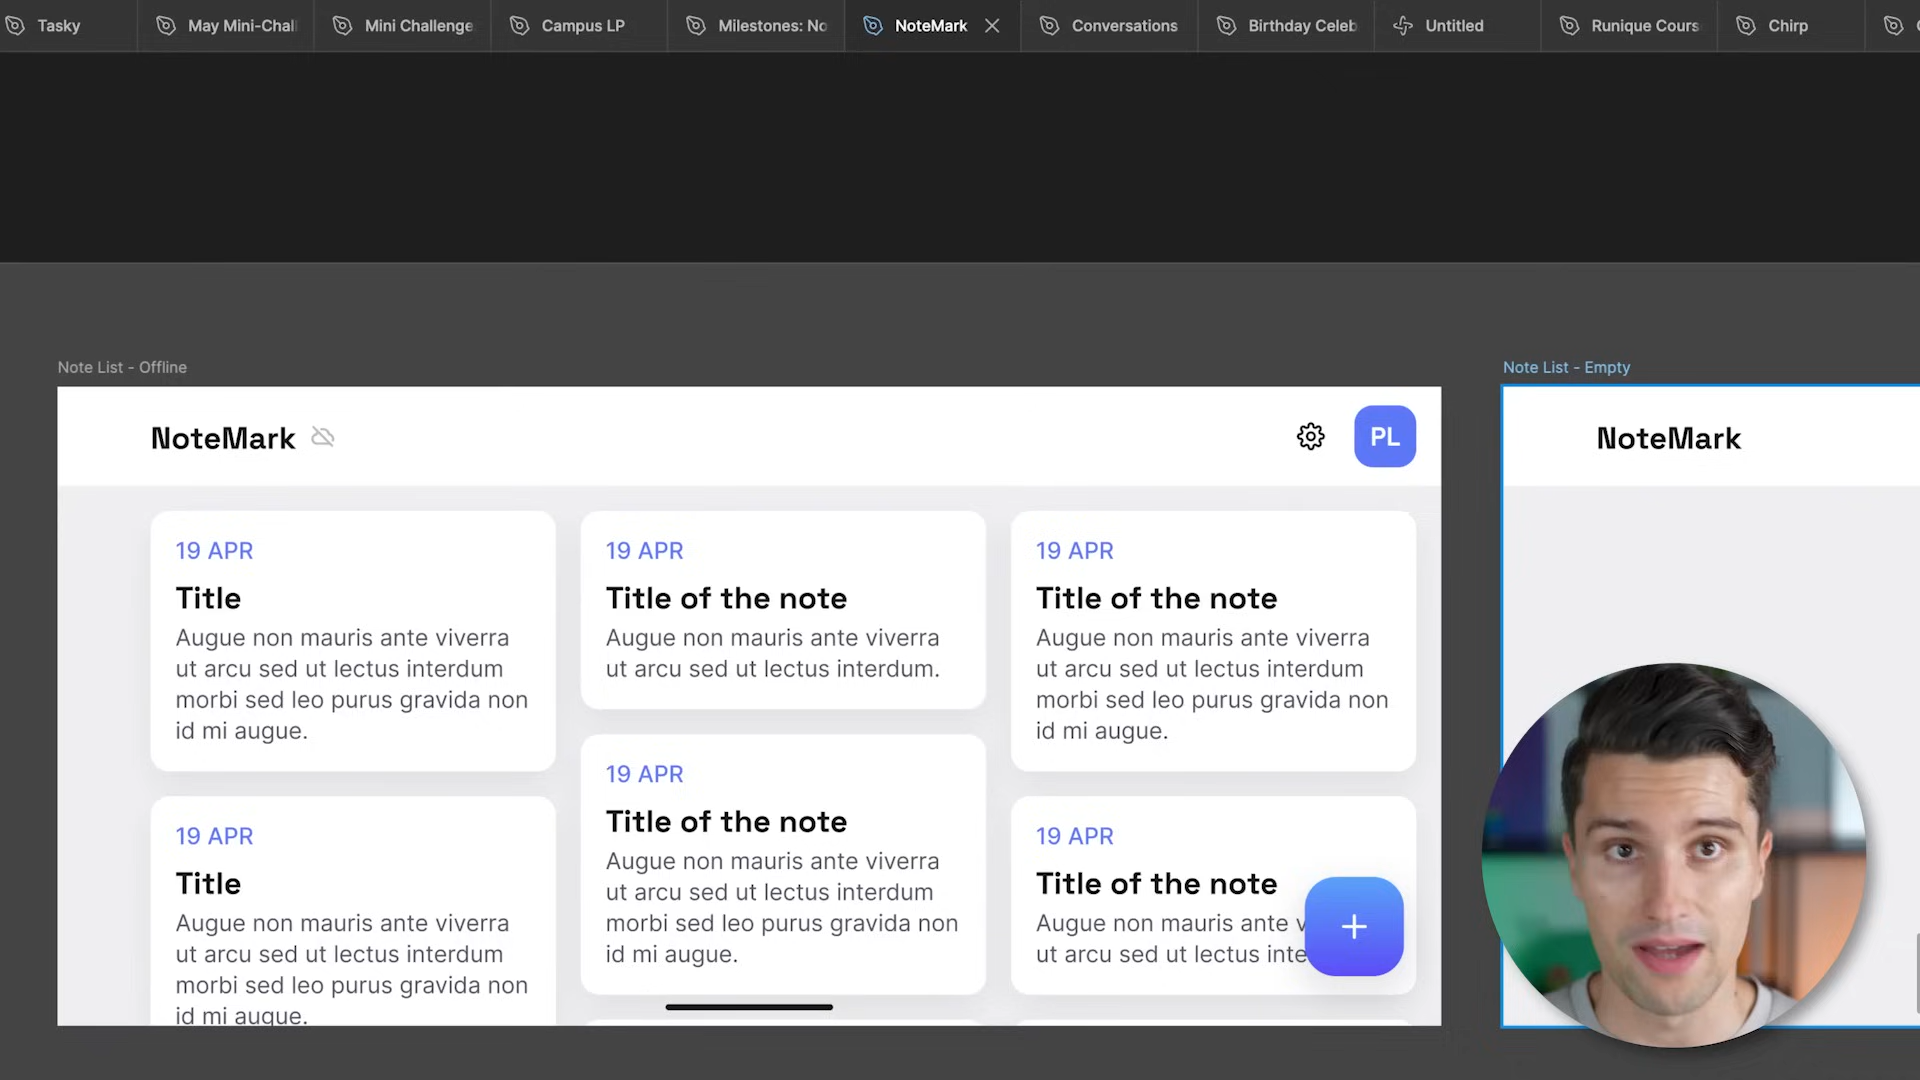 Tasky
May Mini-Chal
Mini Challenge
Campus LP
Milestones: No
NoteMark
Conversations
Birthday Celeb
Untitled
Runique Cours
Chirp
Note List - Offline
NoteMark
PL
19 APR
Title
Augue non mauris ante viverra
ut arcu sed ut lectus interdum
morbi sed leo purus gravida non
id mi augue.
19 APR
Title
Augue non mauris ante viverra
ut arcu sed ut lectus interdum
morbi sed leo purus gravida non
id mi augue.
19 APR
Title of the note
Augue non mauris ante viverra
ut arcu sed ut lectus interdum.
19 APR
Title of the note
Augue non mauris ante viverra
ut arcu sed ut lectus interdum
morbi sed leo purus gravida non
id mi augue.
19 APR
Title of the note
Augue non mauris ante viverra
ut arcu sed ut lectus interdum
morbi sed leo purus gravida non
id mi augue.
19 APR
Title of the note
Augue non mauris ante v
ut arcu sed ut lectus inte
Note List - Empty
NoteMark